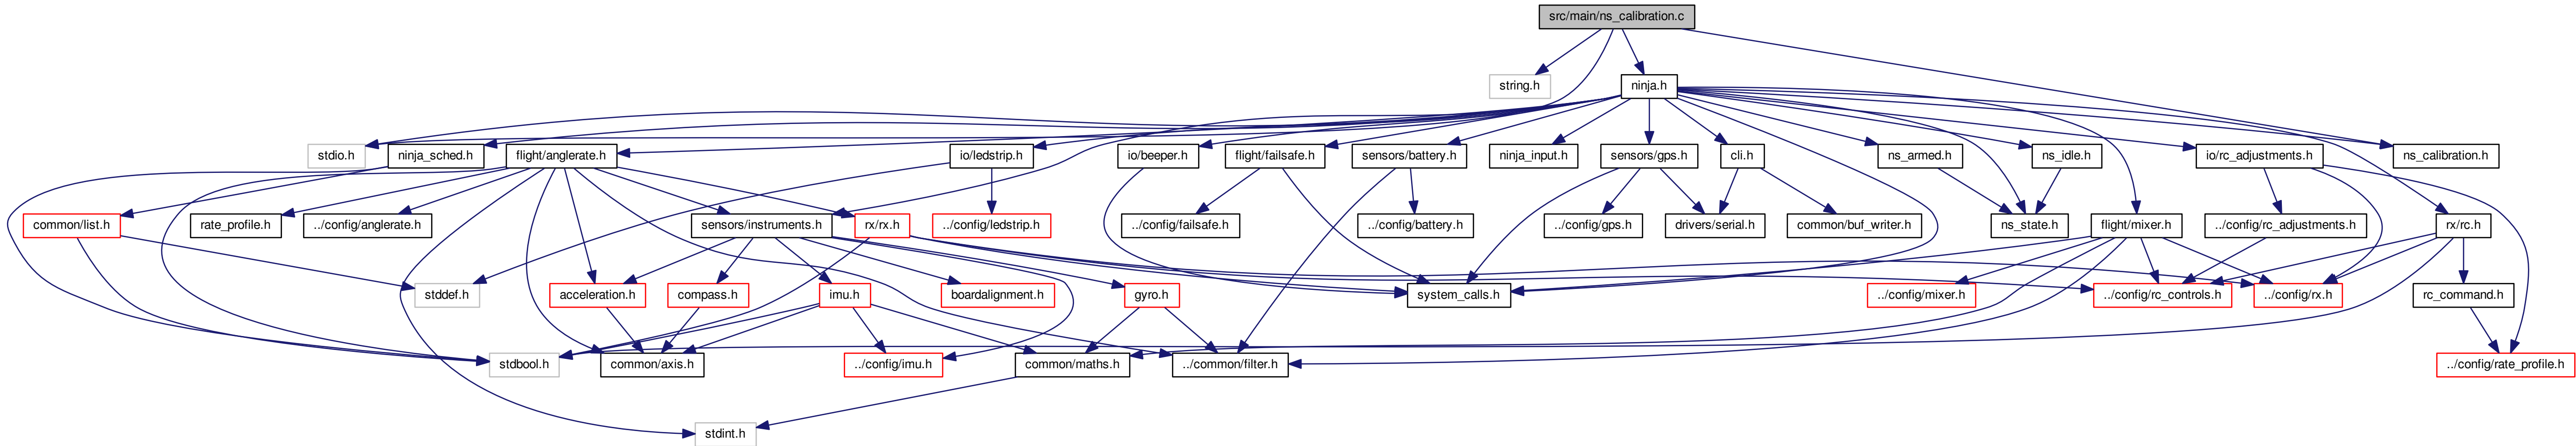 src/main/ns_calibration.c
string.h
ninja.h
stdio.h
ninja_sched.h
flight/anglerate.h
io/ledstrip.h
io/beeper.h
flight/failsafe.h
sensors/battery.h
ninja_input.h
sensors/gps.h
cli.h
ns_armed.h
ns_idle.h
io/rc_adjustments.h
ns_calibration.h
common/list.h
rate_profile.h
../config/anglerate.h
sensors/instruments.h
rx/rx.h
../config/ledstrip.h
../config/failsafe.h
../config/battery.h
../config/gps.h
drivers/serial.h
common/buf_writer.h
ns_state.h
flight/mixer.h
../config/rc_adjustments.h
rx/rc.h
stddef.h
acceleration.h
compass.h
imu.h
boardalignment.h
gyro.h
system_calls.h
../config/mixer.h
../config/rc_controls.h
../config/rx.h
rc_command.h
stdbool.h
common/axis.h
../config/imu.h
common/maths.h
../common/filter.h
../config/rate_profile.h
stdint.h